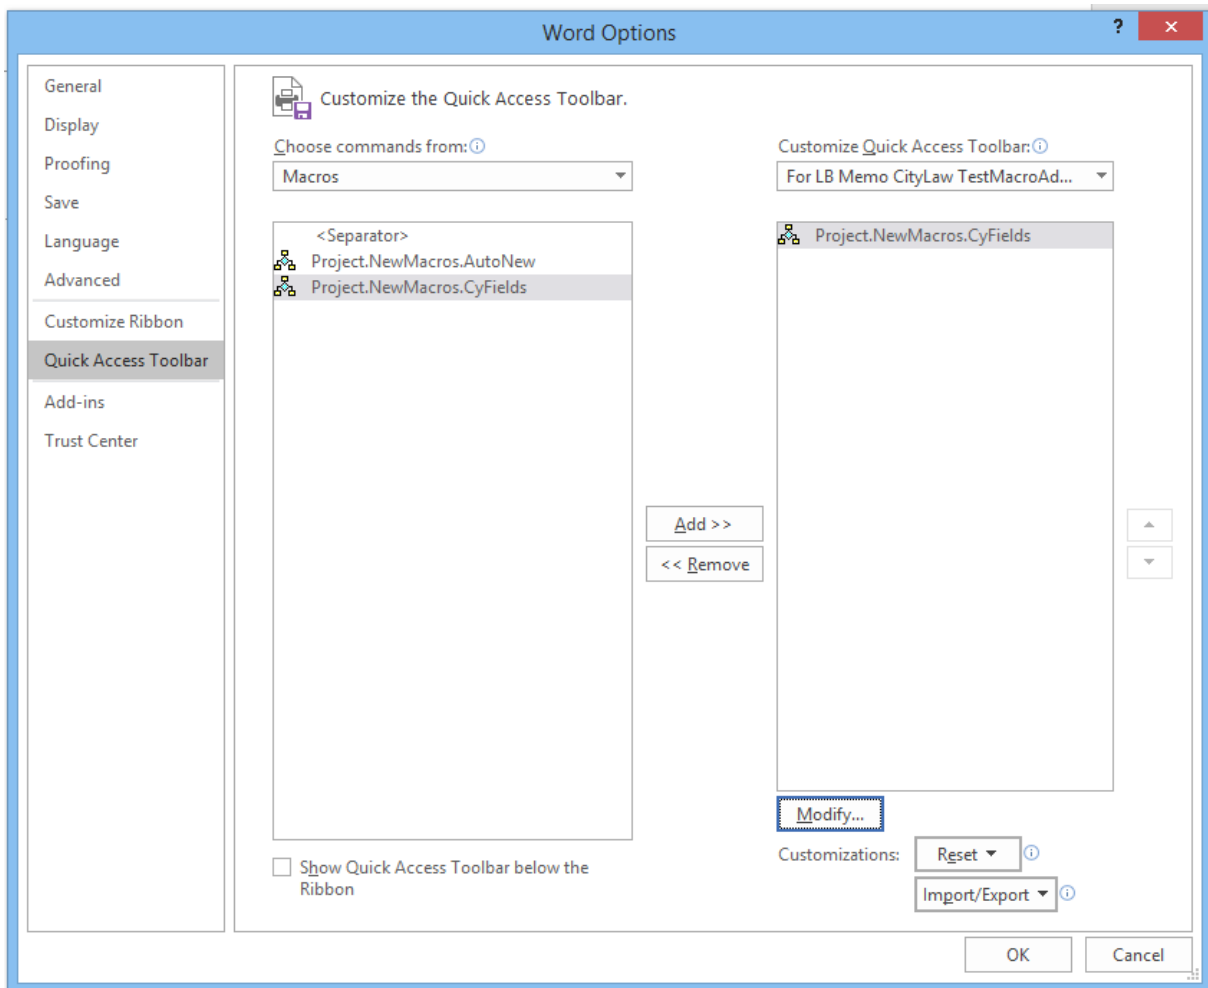 Word Options
?
General
Display
Proofing
Save
Language
Advanced
Customize Ribbon
Quick Access Toolbar
Add-ins
Trust Center
Customize the Quick Access Toolbar.
Choose commands from:
Macros
<Separator>
Project.NewMacros.AutoNew
Project.NewMacros.CyFields
Show Quick Access Toolbar below the
Ribbon
Add >>
<< Remove
Customize Quick Access Toolbar:
For LB Memo CityLaw TestMacroAd...
Project.NewMacros.CyFields
Modify...
Customizations:
Reset
Import/Export
OK
Cancel